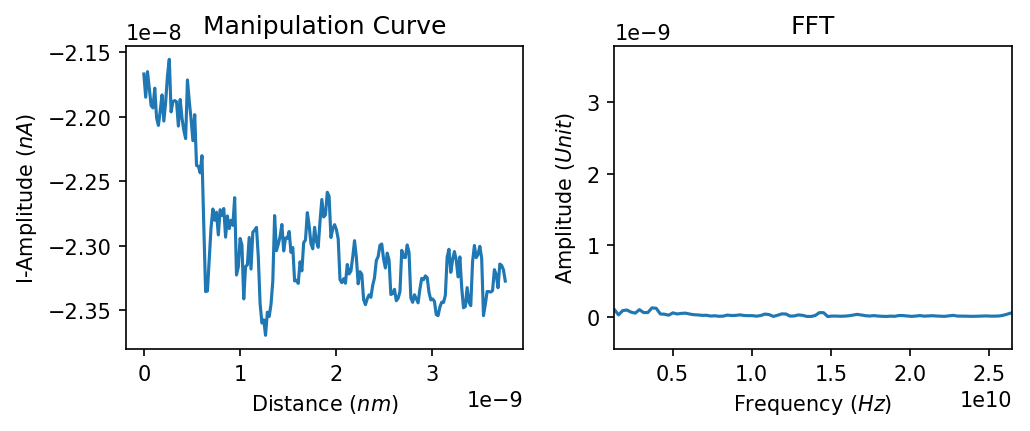 Manipulation Curve
1e−8
−2.15
−2.20
−2.25
−2.30
−2.35
I-Amplitude (nA)
0
1
2
3
Distance (nm)
1e−9
FFT
1e−9
3
2
1
0
Amplitude (Unit)
0.5
1.0
1.5
2.0
2.5
Frequency (Hz)
1e10